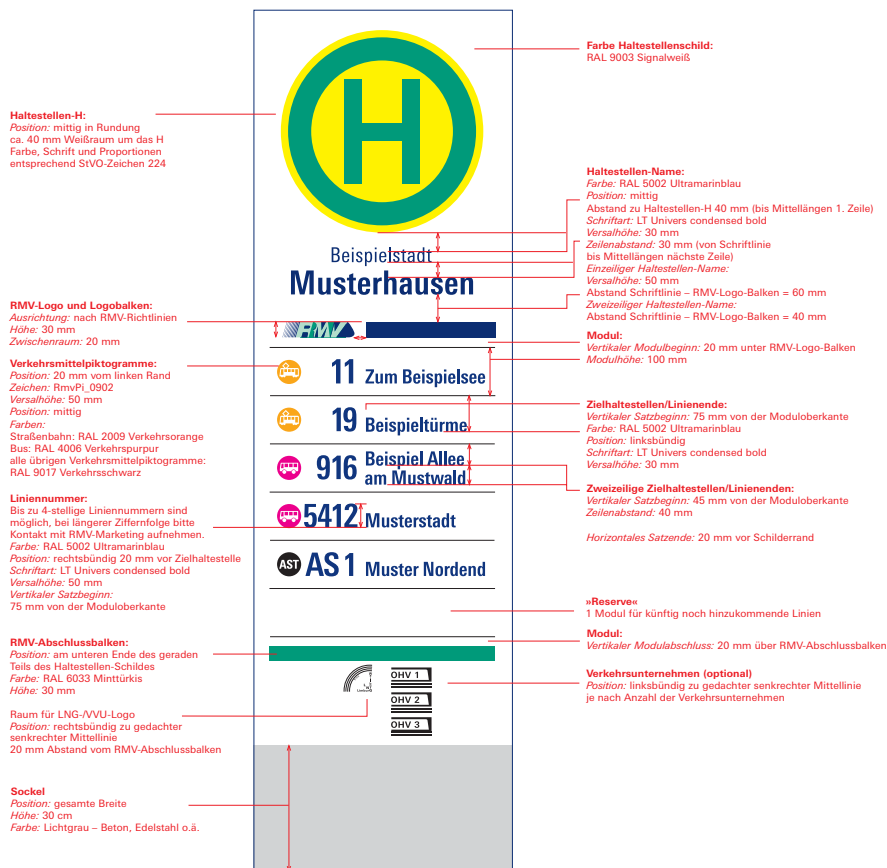 Farbe Haltestellenschild:
RAL 9003 Signalweiß
Haltestellen-H:
Position: mittig in Rundung
ca. 40 mm Weißraum um das H
Farbe, Schrift und Proportionen
entsprechend StVO-Zeichen 224
H
Haltestellen-Name:
Farbe: RAL 5002 Ultramarinblau
Position: mittig
Abstand zu Haltestellen-H 40 mm (bis Mittellängen 1. Zeile)
Schriftart: LT Univers condensed bold
Versalhöhe: 30 mm
Zeilenabstand: 30 mm (von Schriftlinie
bis Mittellängen nächste Zeile)
Einzeiliger Haltestellen-Name:
Versalhöhe: 50 mm
Abstand Schriftlinie – RMV-Logo-Balken = 60 mm
Zweizeiliger Haltestellen-Name:
Abstand Schriftlinie – RMV-Logo-Balken = 40 mm
Beispielstadt
Musterhausen
RMV-Logo und Logobalken:
Ausrichtung: nach RMV-Richtlinien
Höhe: 30 mm
Zwischenraum: 20 mm
RMV
Modul:
Vertikaler Modulbeginn: 20 mm unter RMV-Logo-Balken
Modulhöhe: 100 mm
Verkehrsmittelpiktogramme:
Position: 20 mm vom linken Rand
Zeichen: RmvPi_0902
Versalhöhe: 50 mm
Position: mittig
Farben:
Straßenbahn: RAL 2009 Verkehrsorange
Bus: RAL 4006 Verkehrspurpur
alle übrigen Verkehrsmittelpiktogramme:
RAL 9017 Verkehrsschwarz
11 Zum Beispielsee
19 Beispieltürme
916 Beispiel Allee
am Mustwald
5412 Musterstadt
AST AS 1 Muster Nordend
Zielhaltestellen/Linienende:
Vertikaler Satzbeginn: 75 mm von der Moduloberkante
Farbe: RAL 5002 Ultramarinblau
Position: linksbündig
Schriftart: LT Univers condensed bold
Versalhöhe: 30 mm
Zweizeilige Zielhaltestellen/Linienenden:
Vertikaler Satzbeginn: 45 mm von der Moduloberkante
Zeilenabstand: 40 mm
Horizontales Satzende: 20 mm vor Schilderrand
Liniennummer:
Bis zu 4-stellige Liniennummern sind
möglich, bei längerer Ziffernfolge bitte
Kontakt mit RMV-Marketing aufnehmen.
Farbe: RAL 5002 Ultramarinblau
Position: rechtsbündig 20 mm vor Zielhaltestelle
Schriftart: LT Univers condensed bold
Versalhöhe: 50 mm
Vertikaler Satzbeginn:
75 mm von der Moduloberkante
»Reserve«
1 Modul für künftig noch hinzukommende Linien
Modul:
Vertikaler Modulabschluss: 20 mm über RMV-Abschlussbalken
RMV-Abschlussbalken:
Position: am unteren Ende des geraden
Teils des Haltestellen-Schildes
Farbe: RAL 6033 Minttürkis
Höhe: 30 mm
Verkehrsunternehmen (optional)
Position: linksbündig zu gedachter senkrechter Mittellinie
je nach Anzahl der Verkehrsunternehmen
OHV 1
OHV 2
OHV 3
Raum für LNG-/VVU-Logo
Position: rechtsbündig zu gedachter
senkrechter Mittellinie
20 mm Abstand vom RMV-Abschlussbalken
Sockel
Position: gesamte Breite
Höhe: 30 cm
Farbe: Lichtgrau – Beton, Edelstahl o.ä.